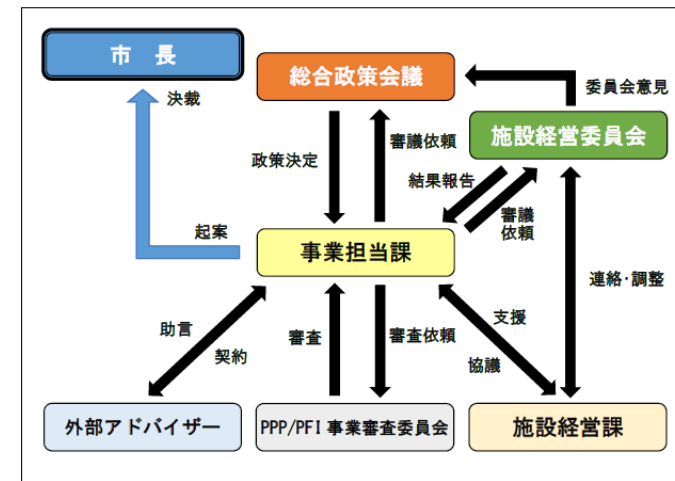 市 長
総合政策会議
委員会意見
決裁
施設経営委員会
政策決定
審議依頼
結果報告
審議
依頼
起案
事業担当課
連絡・調整
助言
契約
審査
審査依頼
支援
協議
外部アドバイザー
PPP/PFI 事業審査委員会
施設経営課